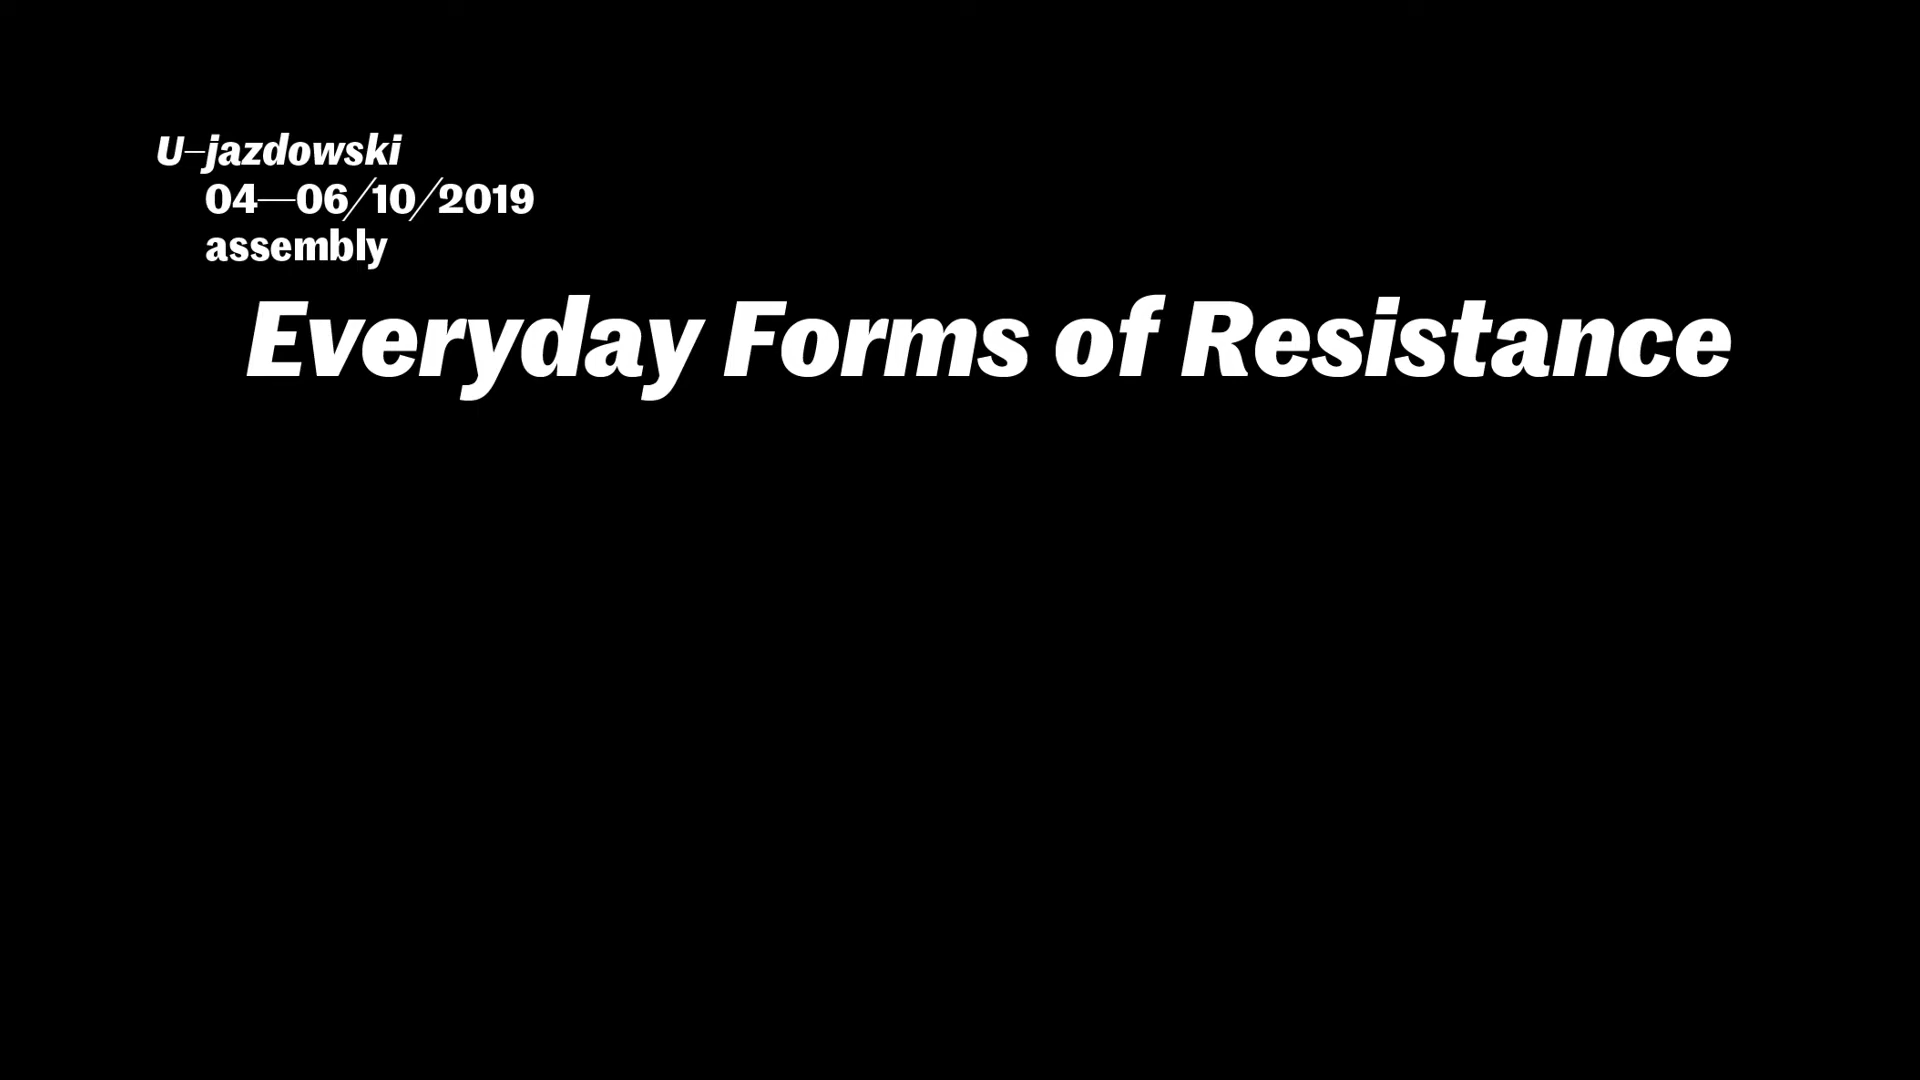 U–jazdowski
04—06/10/2019
assembly
Everyday Forms of Resistance